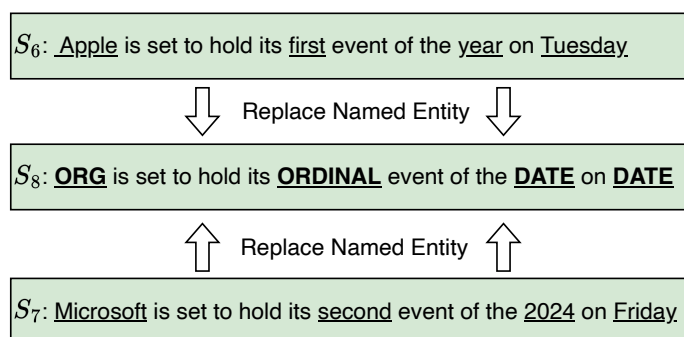 S₆: Apple is set to hold its first event of the year on Tuesday
Replace Named Entity
S₈: ORG is set to hold its ORDINAL event of the DATE on DATE
Replace Named Entity
S₇: Microsoft is set to hold its second event of the 2024 on Friday